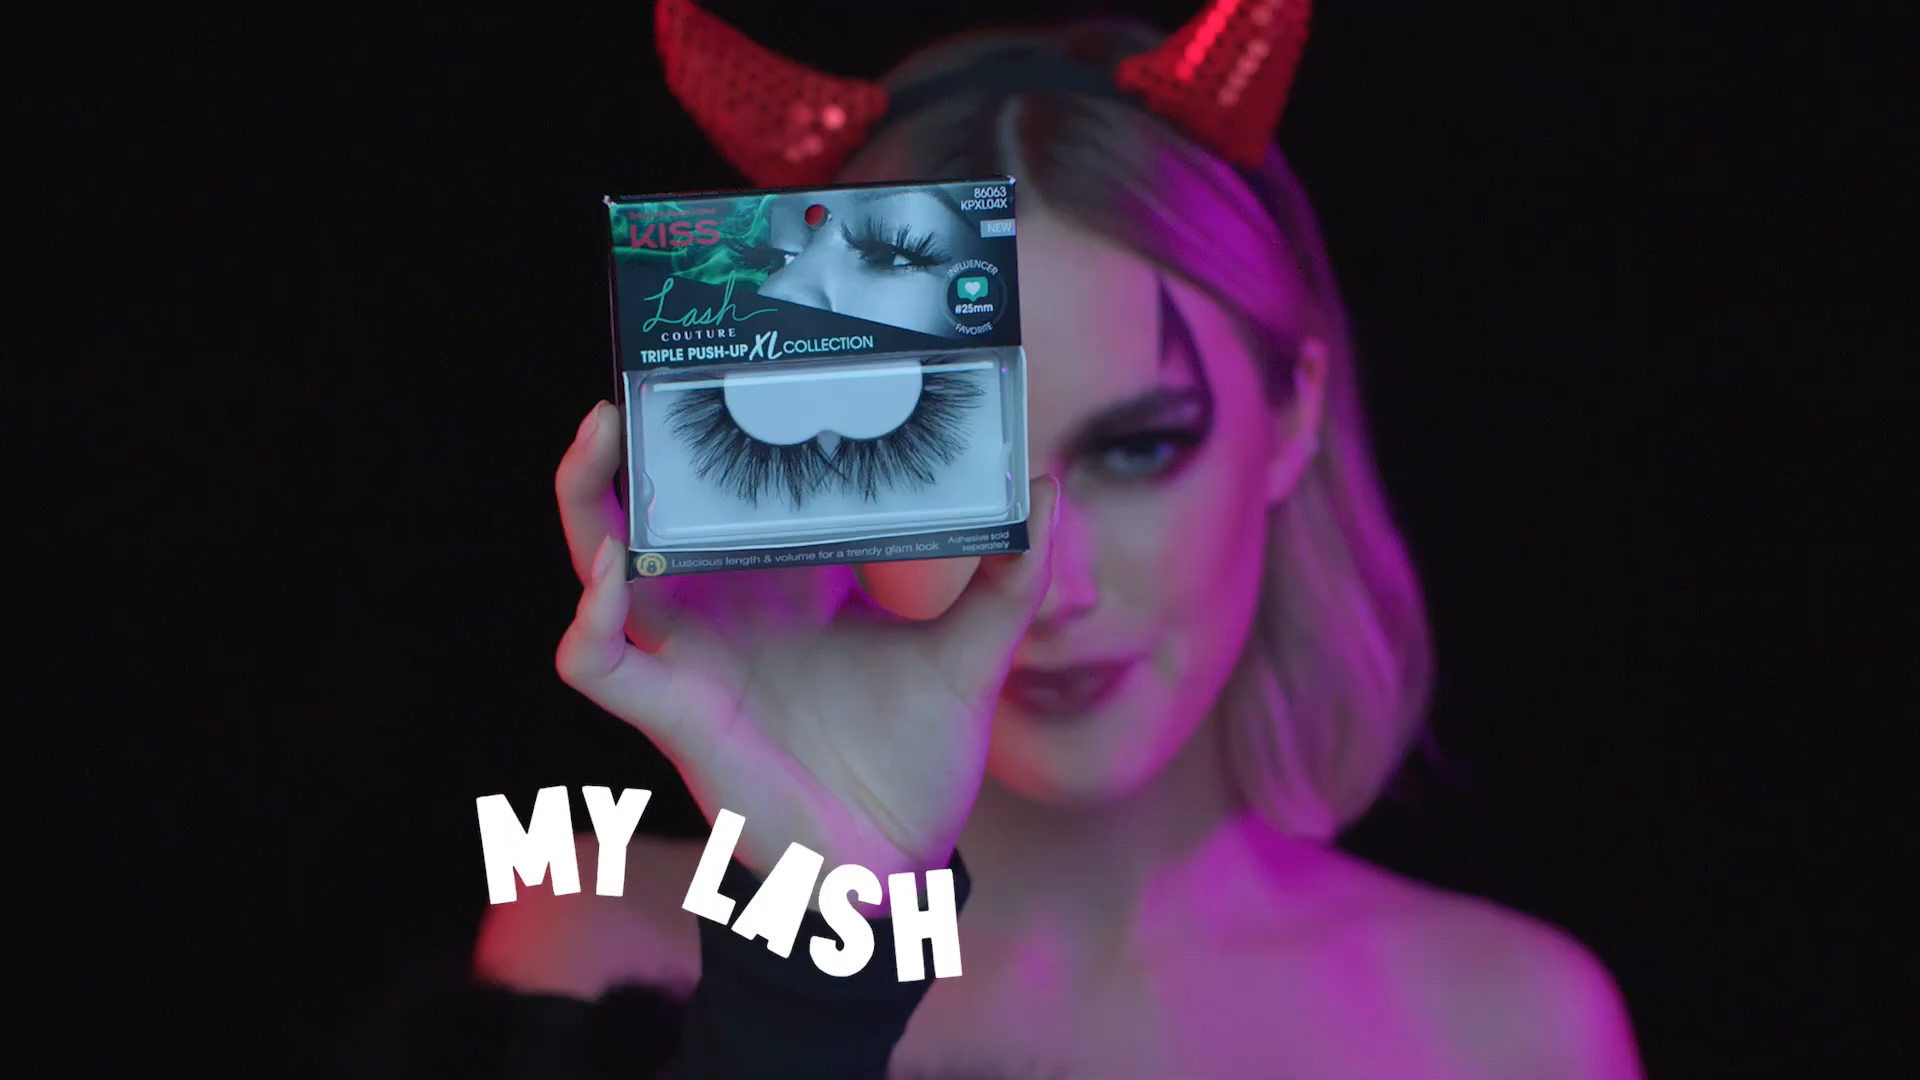 86063
KPXL04X
KISS
NEW
INFLUENCER
#25mm
FAVORITE
Lash
COUTURE
TRIPLE PUSH-UP XL COLLECTION
Luscious length & volume for a trendy glam look
Adhesive sold
separately
MY LASH